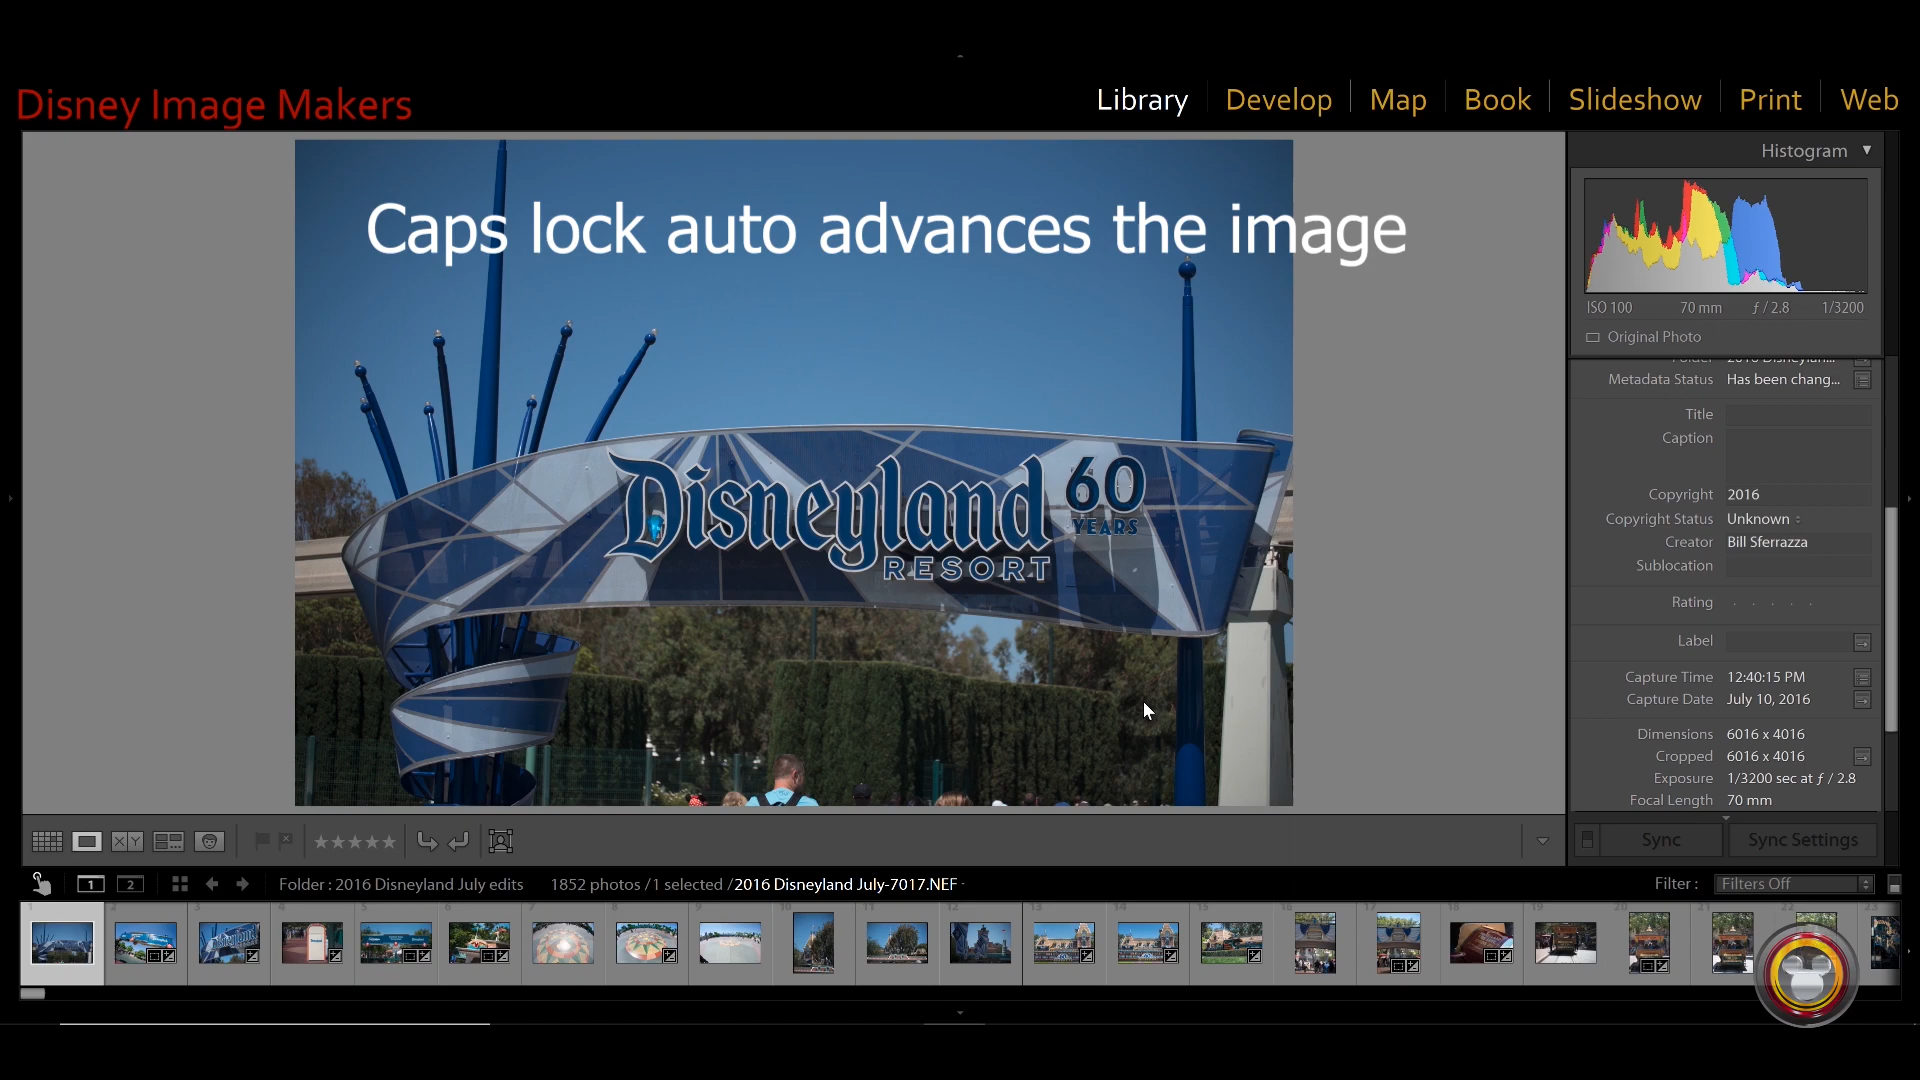 Disney Image Makers
Library Develop Map Book Slideshow Print Web
Histogram
Caps lock auto advances the image
ISO 100 70 mm ƒ / 2.8 1/3200
Original Photo
Metadata Status Has been chang...
Title
Caption
Copyright 2016
Copyright Status Unknown
Creator Bill Sferrazza
Sublocation
Rating
Label
Capture Time 12:40:15 PM
Capture Date July 10, 2016
Dimensions 6016 x 4016
Cropped 6016 x 4016
Exposure 1/3200 sec at ƒ / 2.8
Focal Length 70 mm
Disneyland 60
YEARS
RESORT
X Y
Sync Sync Settings
1 2 Folder : 2016 Disneyland July edits 1852 photos /1 selected /2016 Disneyland July-7017.NEF
Filter : Filters Off